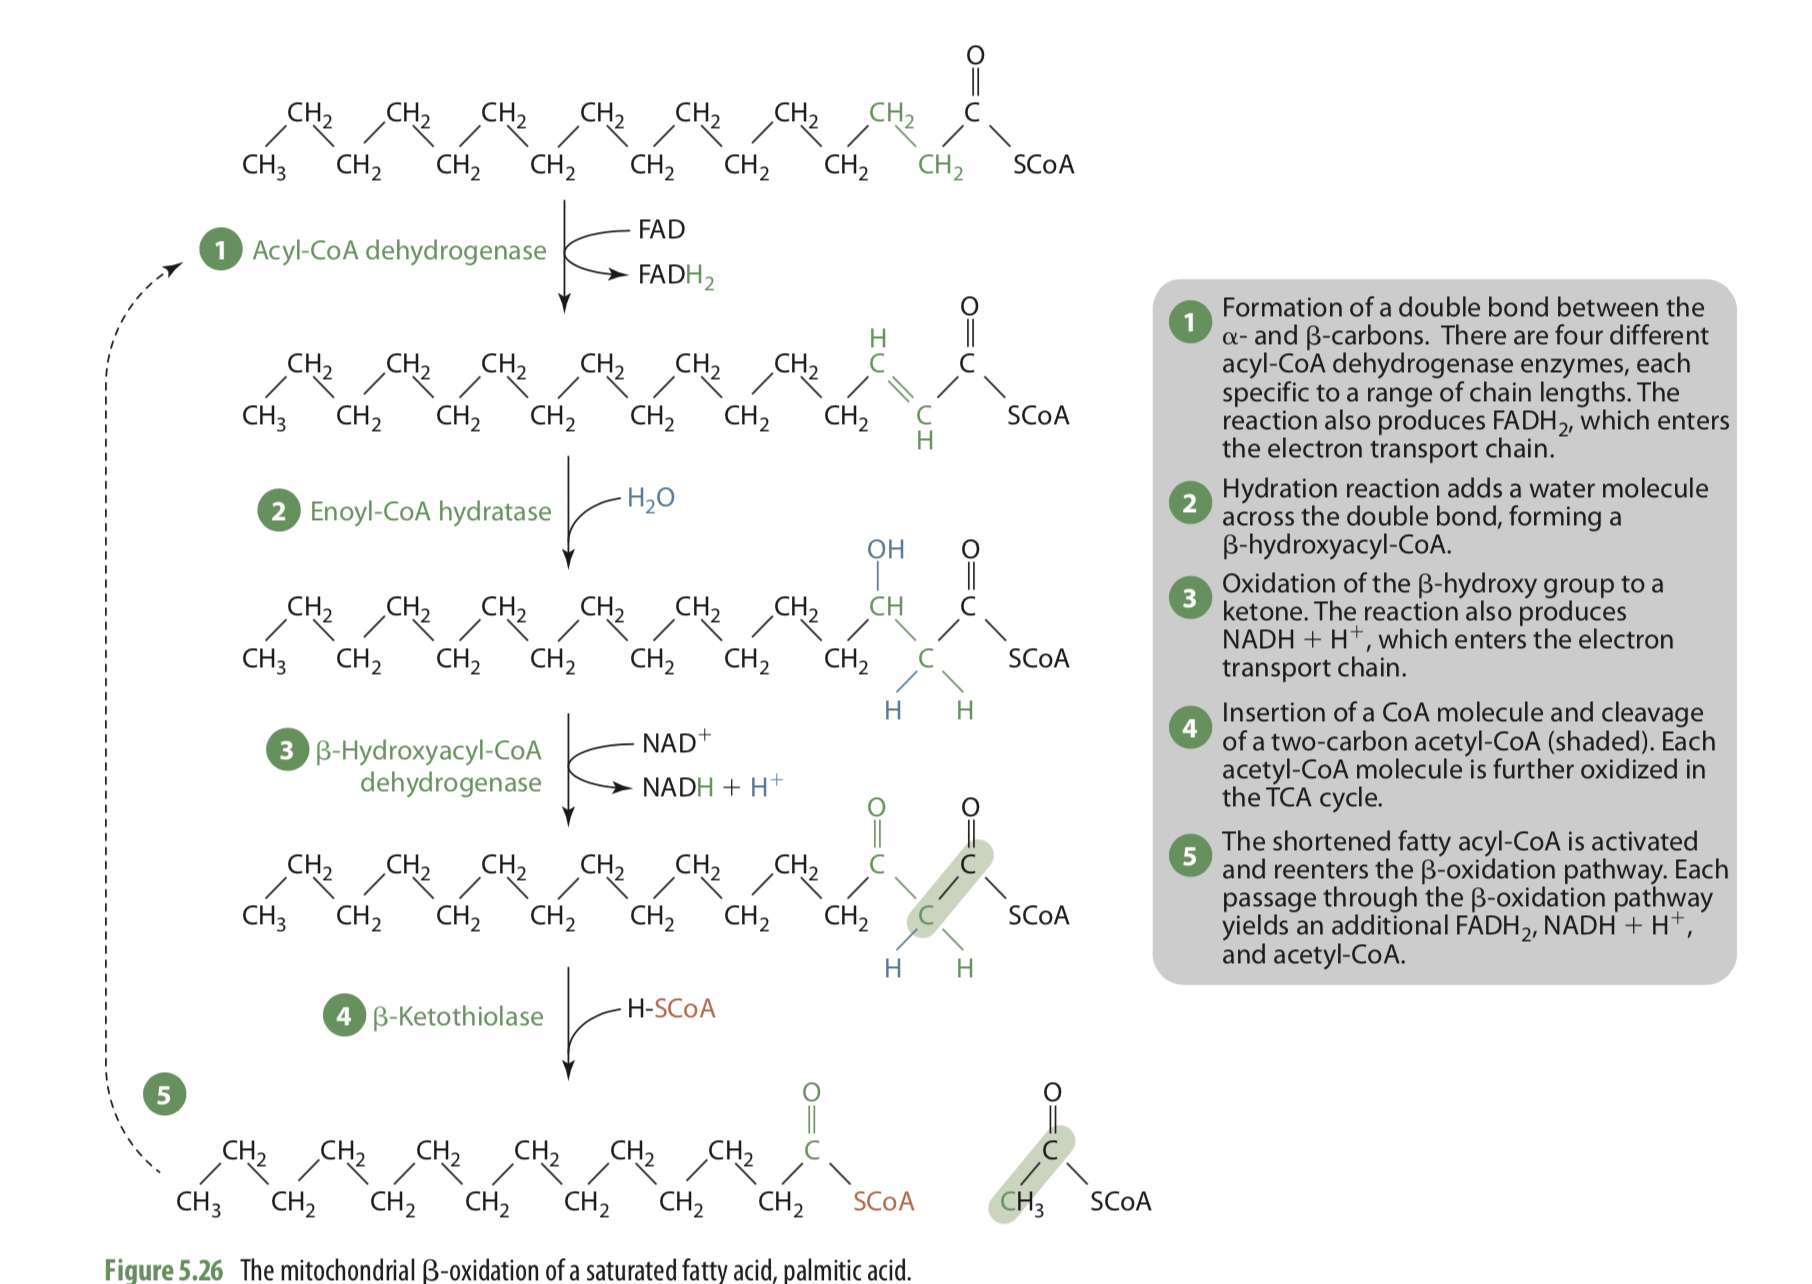 O
CH2 CH2 CH2 CH2 CH2 CH2 CH2 C
CH3 CH2 CH2 CH2 CH2 CH2 CH2 CH2 SCoA
FAD
1 Acyl-CoA dehydrogenase
FADH2
O
H
CH2 CH2 CH2 CH2 CH2 CH2 C C
CH3 CH2 CH2 CH2 CH2 CH2 CH2 C SCoA
H
H2O
2 Enoyl-CoA hydratase
OH O
CH2 CH2 CH2 CH2 CH2 CH2 CH C
CH3 CH2 CH2 CH2 CH2 CH2 CH2 C SCoA
H H
NAD+
3 β-Hydroxyacyl-CoA
dehydrogenase
NADH + H+
O O
CH2 CH2 CH2 CH2 CH2 CH2 C C
CH3 CH2 CH2 CH2 CH2 CH2 CH2 C SCoA
H H
H-SCoA
4 β-Ketothiolase
5
O O
CH2 CH2 CH2 CH2 CH2 CH2 C C
CH3 CH2 CH2 CH2 CH2 CH2 CH2 SCoA CH3 SCoA
1 Formation of a double bond between the
α- and β-carbons. There are four different
acyl-CoA dehydrogenase enzymes, each
specific to a range of chain lengths. The
reaction also produces FADH2, which enters
the electron transport chain.
2 Hydration reaction adds a water molecule
across the double bond, forming a
β-hydroxyacyl-CoA.
3 Oxidation of the β-hydroxy group to a
ketone. The reaction also produces
NADH + H+, which enters the electron
transport chain.
4 Insertion of a CoA molecule and cleavage
of a two-carbon acetyl-CoA (shaded). Each
acetyl-CoA molecule is further oxidized in
the TCA cycle.
5 The shortened fatty acyl-CoA is activated
and reenters the β-oxidation pathway. Each
passage through the β-oxidation pathway
yields an additional FADH2, NADH + H+,
and acetyl-CoA.
Figure 5.26 The mitochondrial β-oxidation of a saturated fatty acid, palmitic acid.